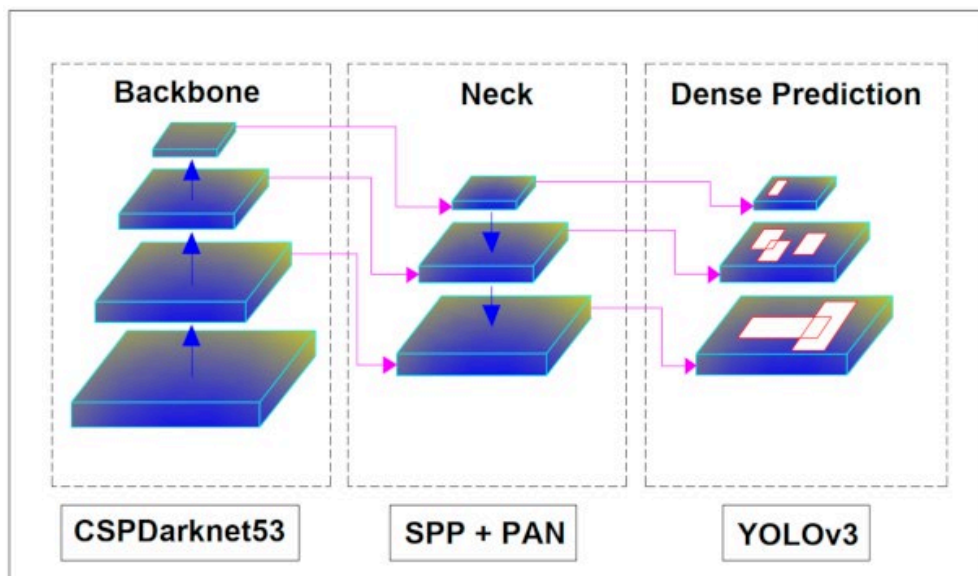 Backbone
Neck
Dense Prediction
CSPDarknet53
SPP + PAN
YOLOv3